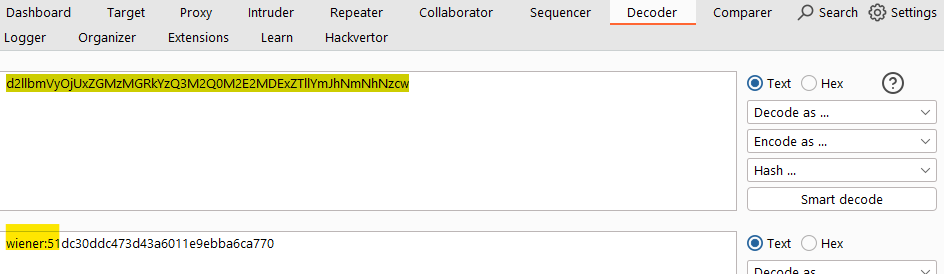 Dashboard Target Proxy Intruder Repeater Collaborator Sequencer Decoder Comparer Search Settings
Logger Organizer Extensions Learn Hackvertor
d2llbmVyOjUxZGMzMGRkYzQ3M2Q0M2E2MDExZTllYmJhNmNhNzcw
Text Hex ?
Decode as ...
Encode as ...
Hash ...
Smart decode
wiener:51dc30ddc473d43a6011e9ebba6ca770
Text Hex
Decode as ...